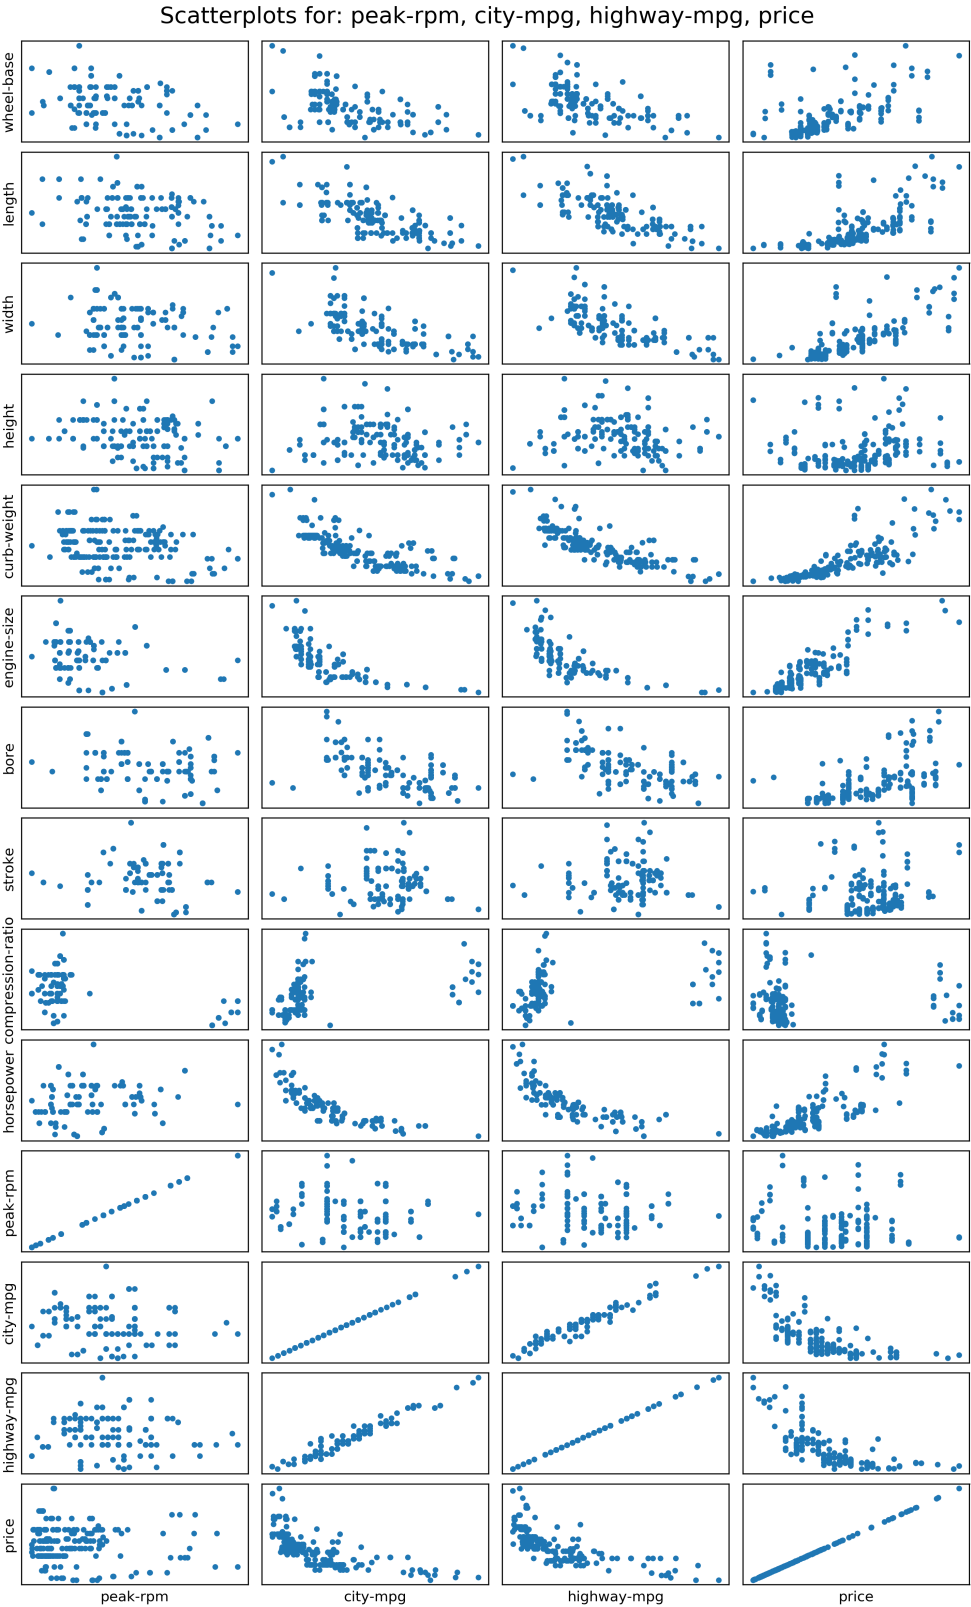 Scatterplots for: peak-rpm, city-mpg, highway-mpg, price
wheel-base
length
width
height
curb-weight
engine-size
bore
stroke
compression-ratio
horsepower
peak-rpm
city-mpg
highway-mpg
price
peak-rpm city-mpg highway-mpg price